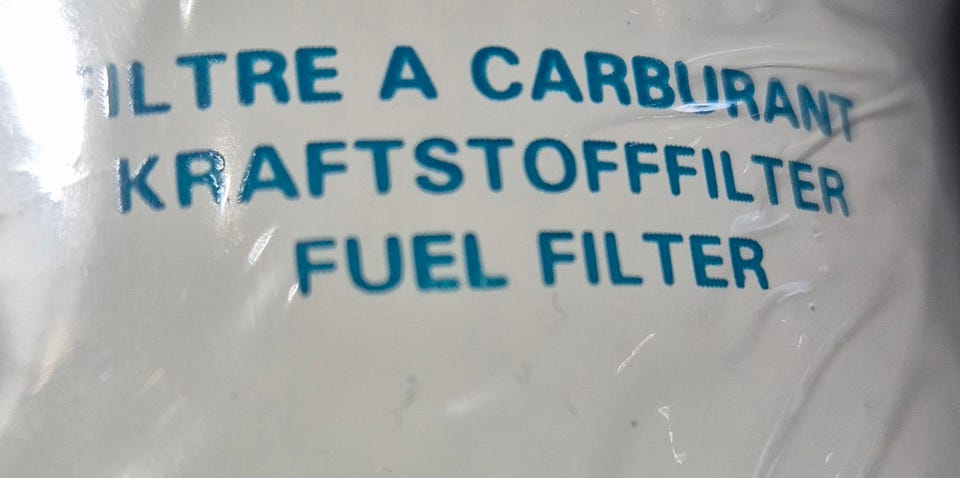 FILTRE A CARBURANT
KRAFTSTOFFFILTER
FUEL FILTER